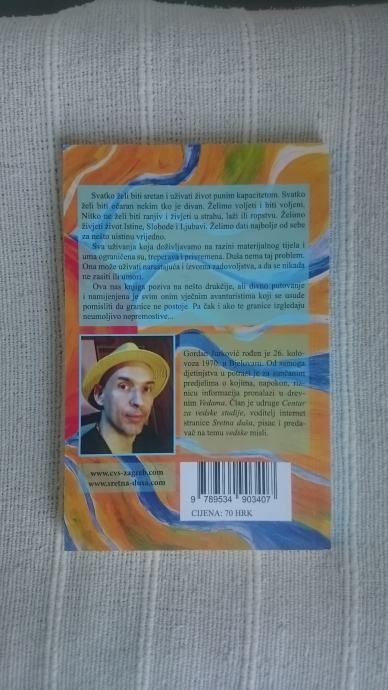 Svatko želi biti sretan i uživati život punim kapacitetom. Svatko
želi biti očaran nekim tko je divan. Želimo voljeti i biti voljeni.
Nitko ne želi biti ranjiv i živjeti u strahu, laži ili ropstvu. Želimo
živjeti život Istine, Slobode i Ljubavi. Želimo dati najbolje od sebe
za nešto uistinu vrijedno.
Sva uživanja koja doživljavamo na razini materijalnog tijela i
uma ograničena su, treperava i privremena. Duša nema taj problem.
Ona može uživati narastajuća i izvorna zadovoljstva, a da se nikada
ne zasiti ili umori.
Ova nas knjiga poziva na nešto drukčije, ali divno putovanje
i namijenjena je svim onim vječnim avanturistima koji se usude
pomisliti da granice ne postoje. Pa čak i ako te granice izgledaju
neumoljivo nepremostive...
Gordan Jurković rođen je 26. kolo-
voza 1970. u Bjelovaru. Od samoga
djetinjstva u potrazi je za sunčanim
predjelima o kojima, napokon, riz-
nicu informacija pronalazi u drev-
nim Vedama. Član je udruge Centar
za vedske studije, voditelj internet
stranice Sretna duša, pisac i preda-
vač na temu vedske misli.
www.cvs-zagreb.com
www.sretna-dusa.com
9 789534 903407
CIJENA: 70 HRK